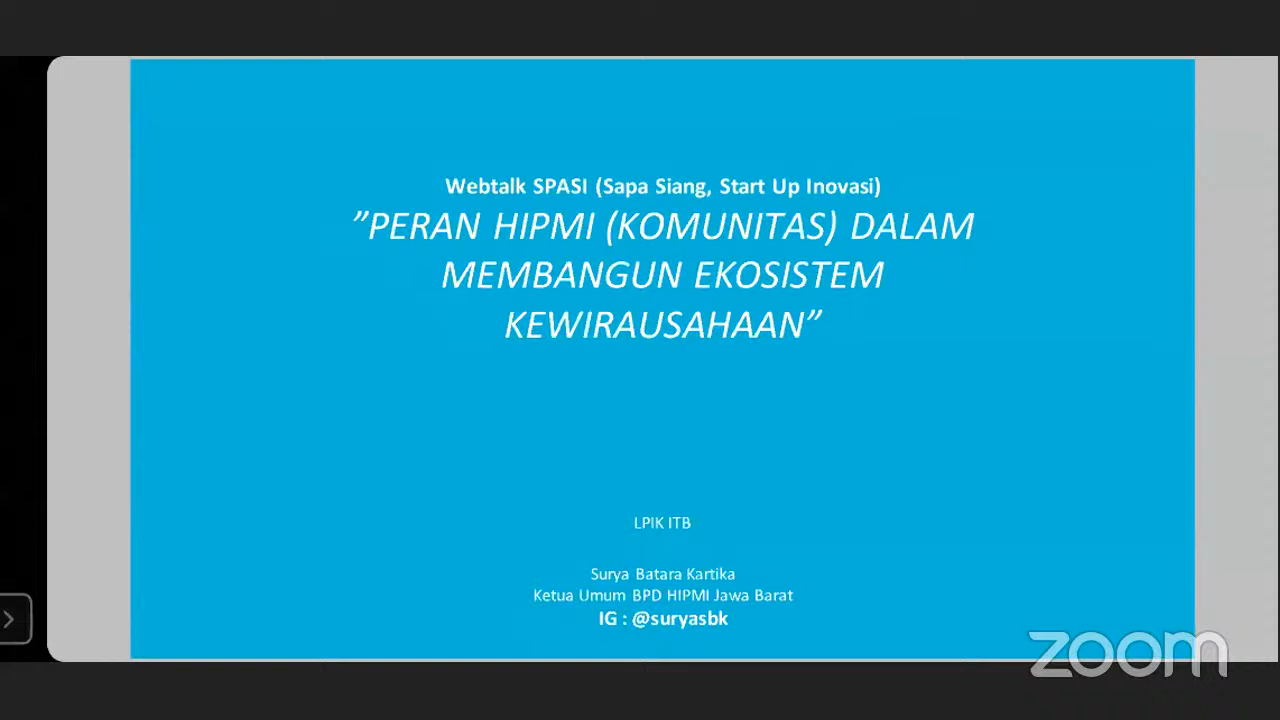 Webtalk SPASI (Sapa Siang, Start Up Inovasi)
”PERAN HIPMI (KOMUNITAS) DALAM
MEMBANGUN EKOSISTEM
KEWIRAUSAHAAN”
LPIK ITB
Surya Batara Kartika
Ketua Umum BPD HIPMI Jawa Barat
IG : @suryasbk
zoom